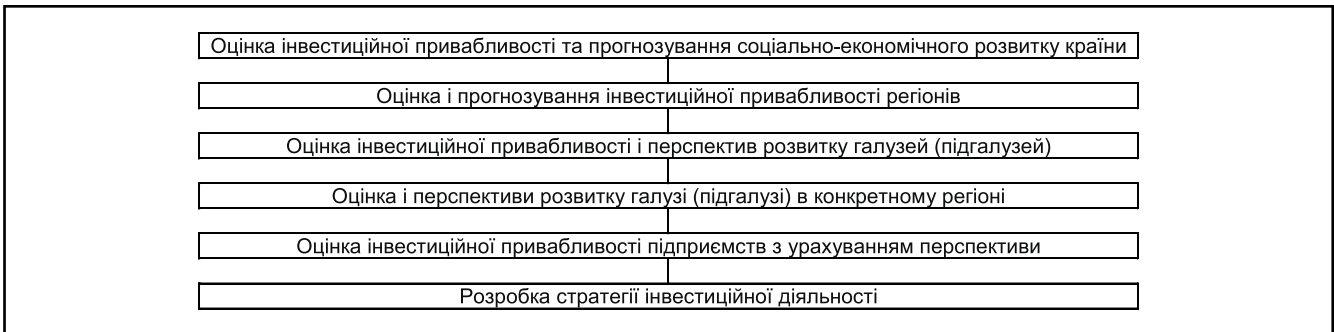 Оцінка інвестиційної привабливості та прогнозування соціально-економічного розвитку країни
Оцінка і прогнозування інвестиційної привабливості регіонів
Оцінка інвестиційної привабливості і перспектив розвитку галузей (підгалузей)
Оцінка і перспективи розвитку галузі (підгалузі) в конкретному регіоні
Оцінка інвестиційної привабливості підприємств з урахуванням перспективи
Розробка стратегії інвестиційної діяльності